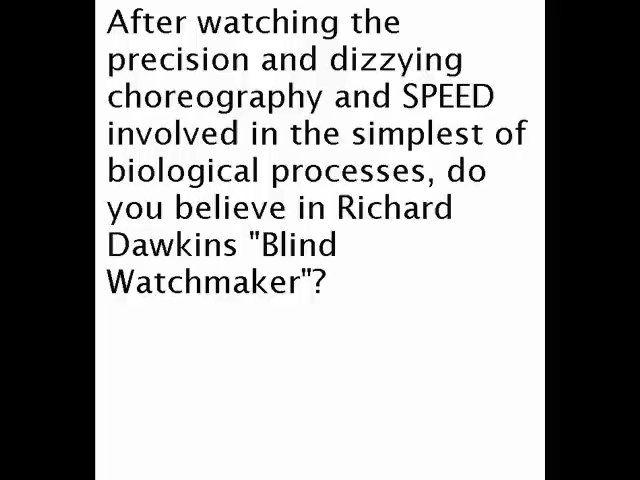 After watching the
precision and dizzying
choreography and SPEED
involved in the simplest of
biological processes, do
you believe in Richard
Dawkins "Blind
Watchmaker"?